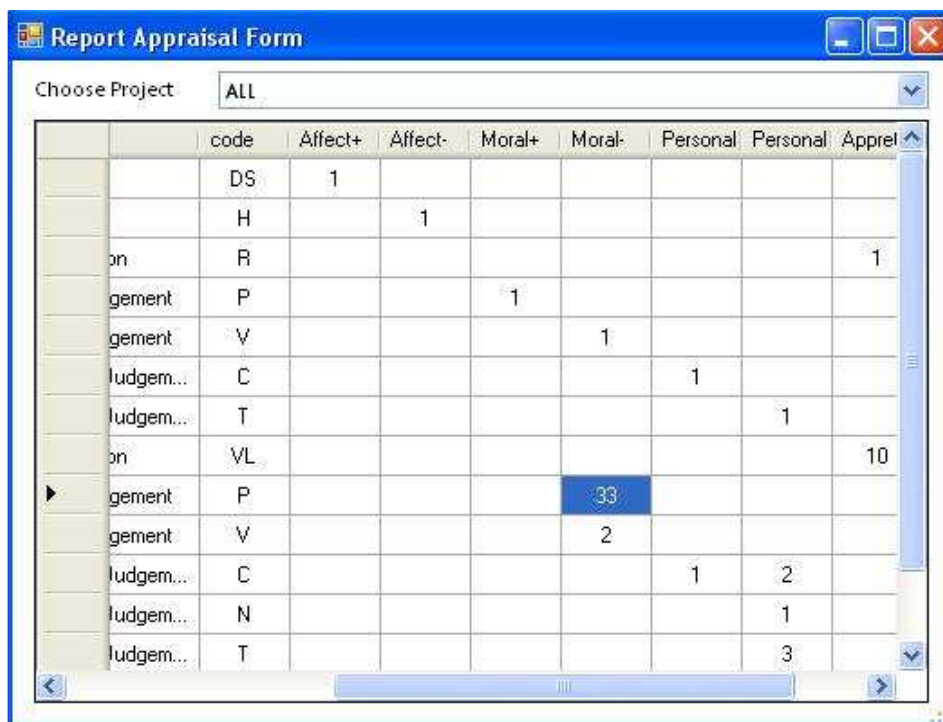 Report Appraisal Form
Choose Project ALL
code Affect+ Affect- Moral+ Moral- Personal Personal Appret
DS 1
H 1
on R 1
gement P 1
gement V 1
Judgem... C 1
Judgem... T 1
on VL 10
gement P 33
gement V 2
Judgem... C 1 2
Judgem... N 1
Judgem... T 3